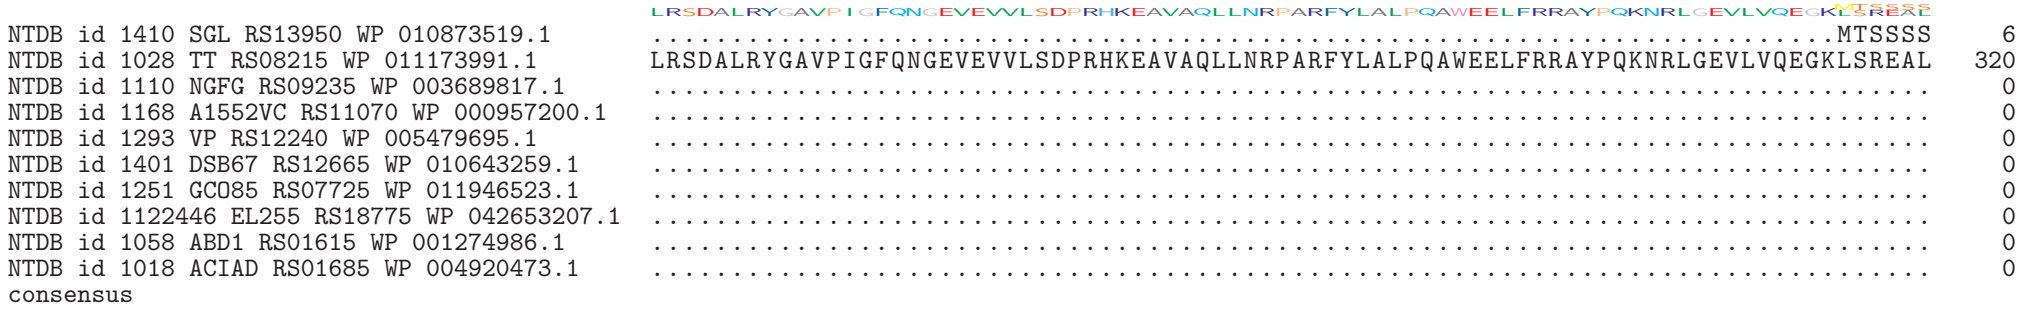 LRSDALRYGAVPIGFQNGEVEVVLSDPRHKEAVAQLLNRPARFYLALPQAWEELFRRAYPQKNRLGEVLVQEGKLSREAL
NTDB id 1410 SGL RS13950 WP 010873519.1 ..........................................................................MTSSSS 6
NTDB id 1028 TT RS08215 WP 011173991.1 LRSDALRYGAVPIGFQNGEVEVVLSDPRHKEAVAQLLNRPARFYLALPQAWEELFRRAYPQKNRLGEVLVQEGKLSREAL 320
NTDB id 1110 NGFG RS09235 WP 003689817.1 ................................................................................ 0
NTDB id 1168 A1552VC RS11070 WP 000957200.1 ................................................................................ 0
NTDB id 1293 VP RS12240 WP 005479695.1 ................................................................................ 0
NTDB id 1401 DSB67 RS12665 WP 010643259.1 ................................................................................ 0
NTDB id 1251 GCO85 RS07725 WP 011946523.1 ................................................................................ 0
NTDB id 1122446 EL255 RS18775 WP 042653207.1 ................................................................................ 0
NTDB id 1058 ABD1 RS01615 WP 001274986.1 ................................................................................ 0
NTDB id 1018 ACIAD RS01685 WP 004920473.1 ................................................................................ 0
consensus